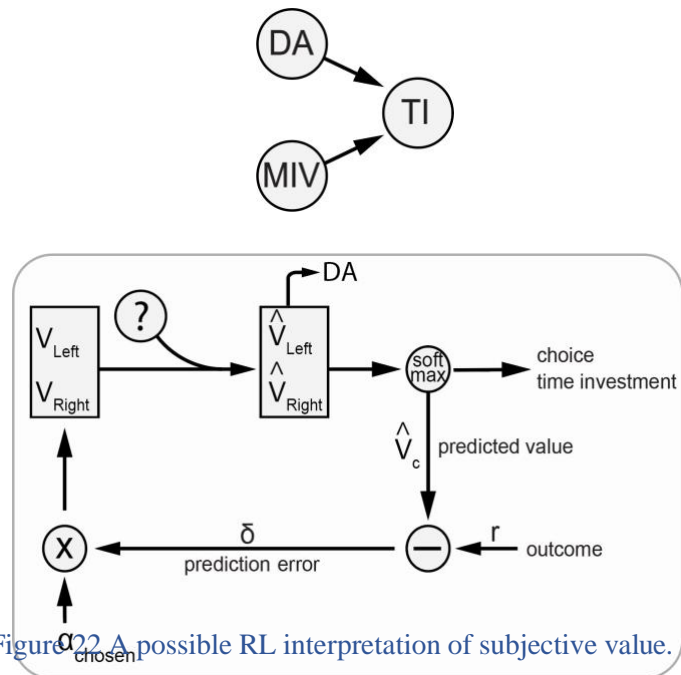 DA
TI
MIV
DA
?
V Left
V Right
^V Left
^V Right
soft
max
choice
time investment
^V c
predicted value
X
δ
prediction error
−
r
outcome
α chosen
Figure 22 A possible RL interpretation of subjective value.